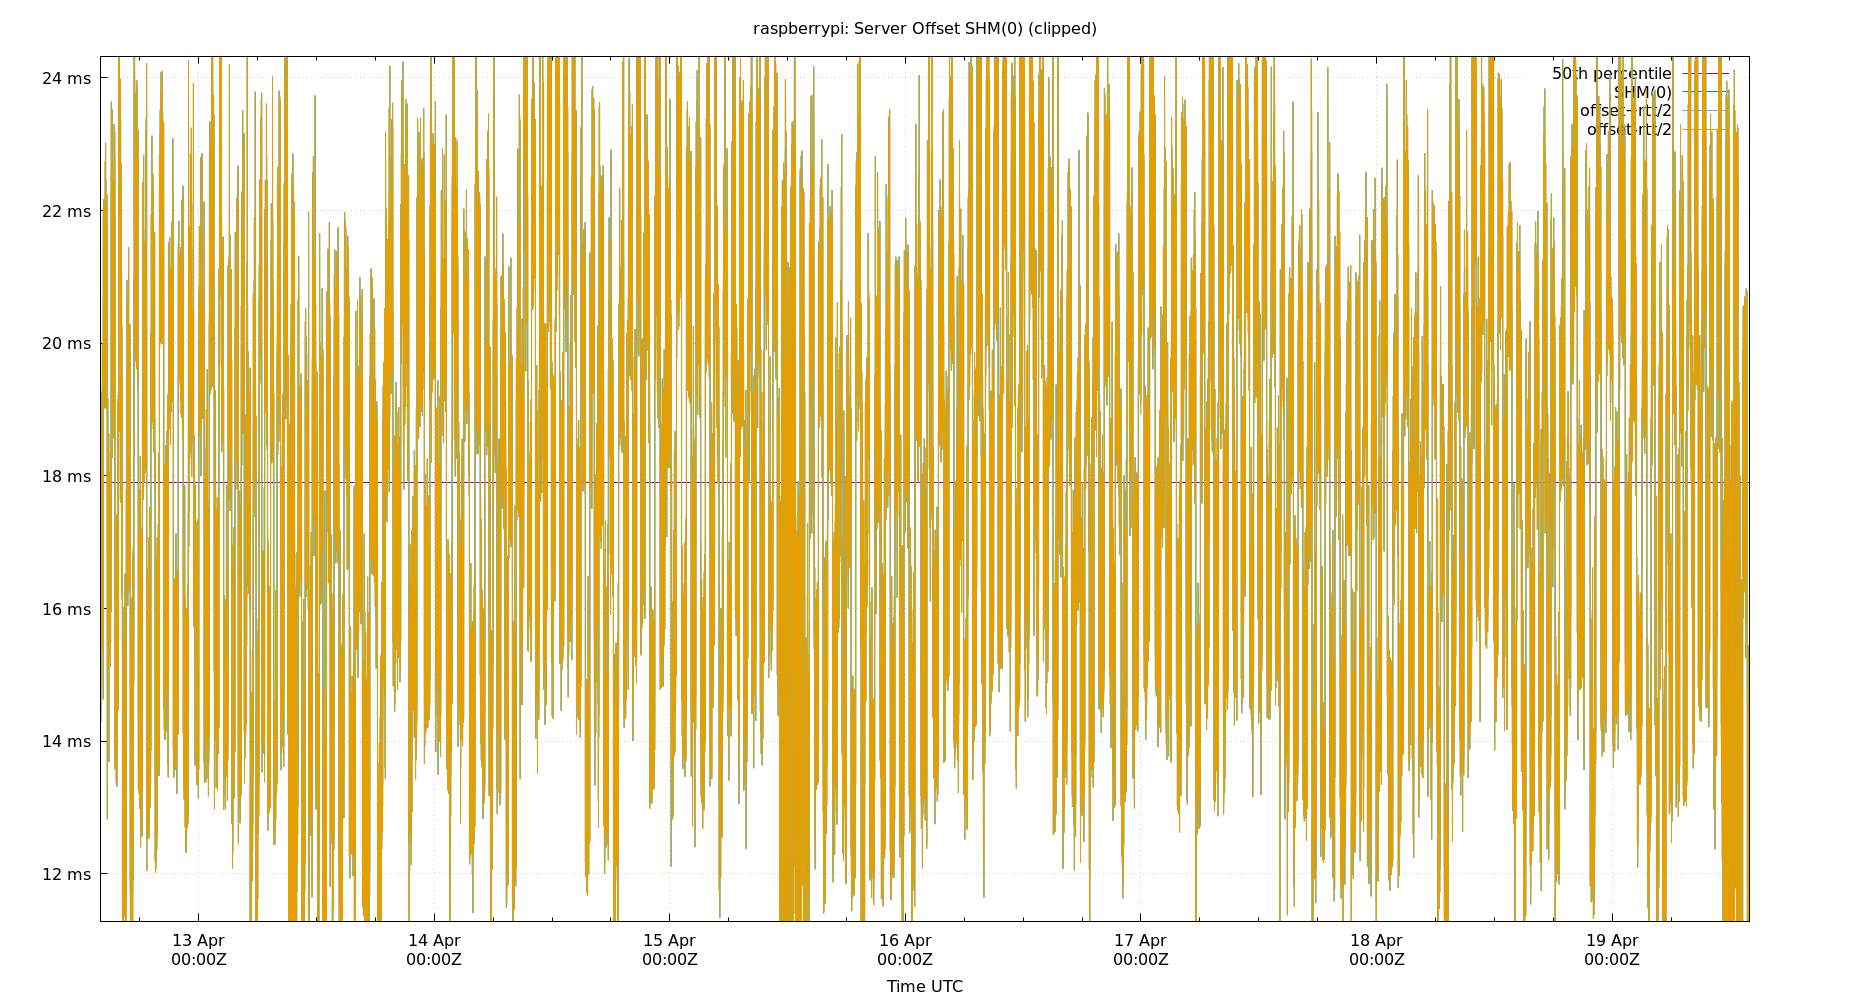 raspberrypi: Server Offset SHM(0) (clipped)
50th percentile
SHM(0)
offset+rtt/2
offset-rtt/2
24 ms
22 ms
20 ms
18 ms
16 ms
14 ms
12 ms
13 Apr 14 Apr 15 Apr 16 Apr 17 Apr 18 Apr 19 Apr
00:00Z 00:00Z 00:00Z 00:00Z 00:00Z 00:00Z 00:00Z
Time UTC